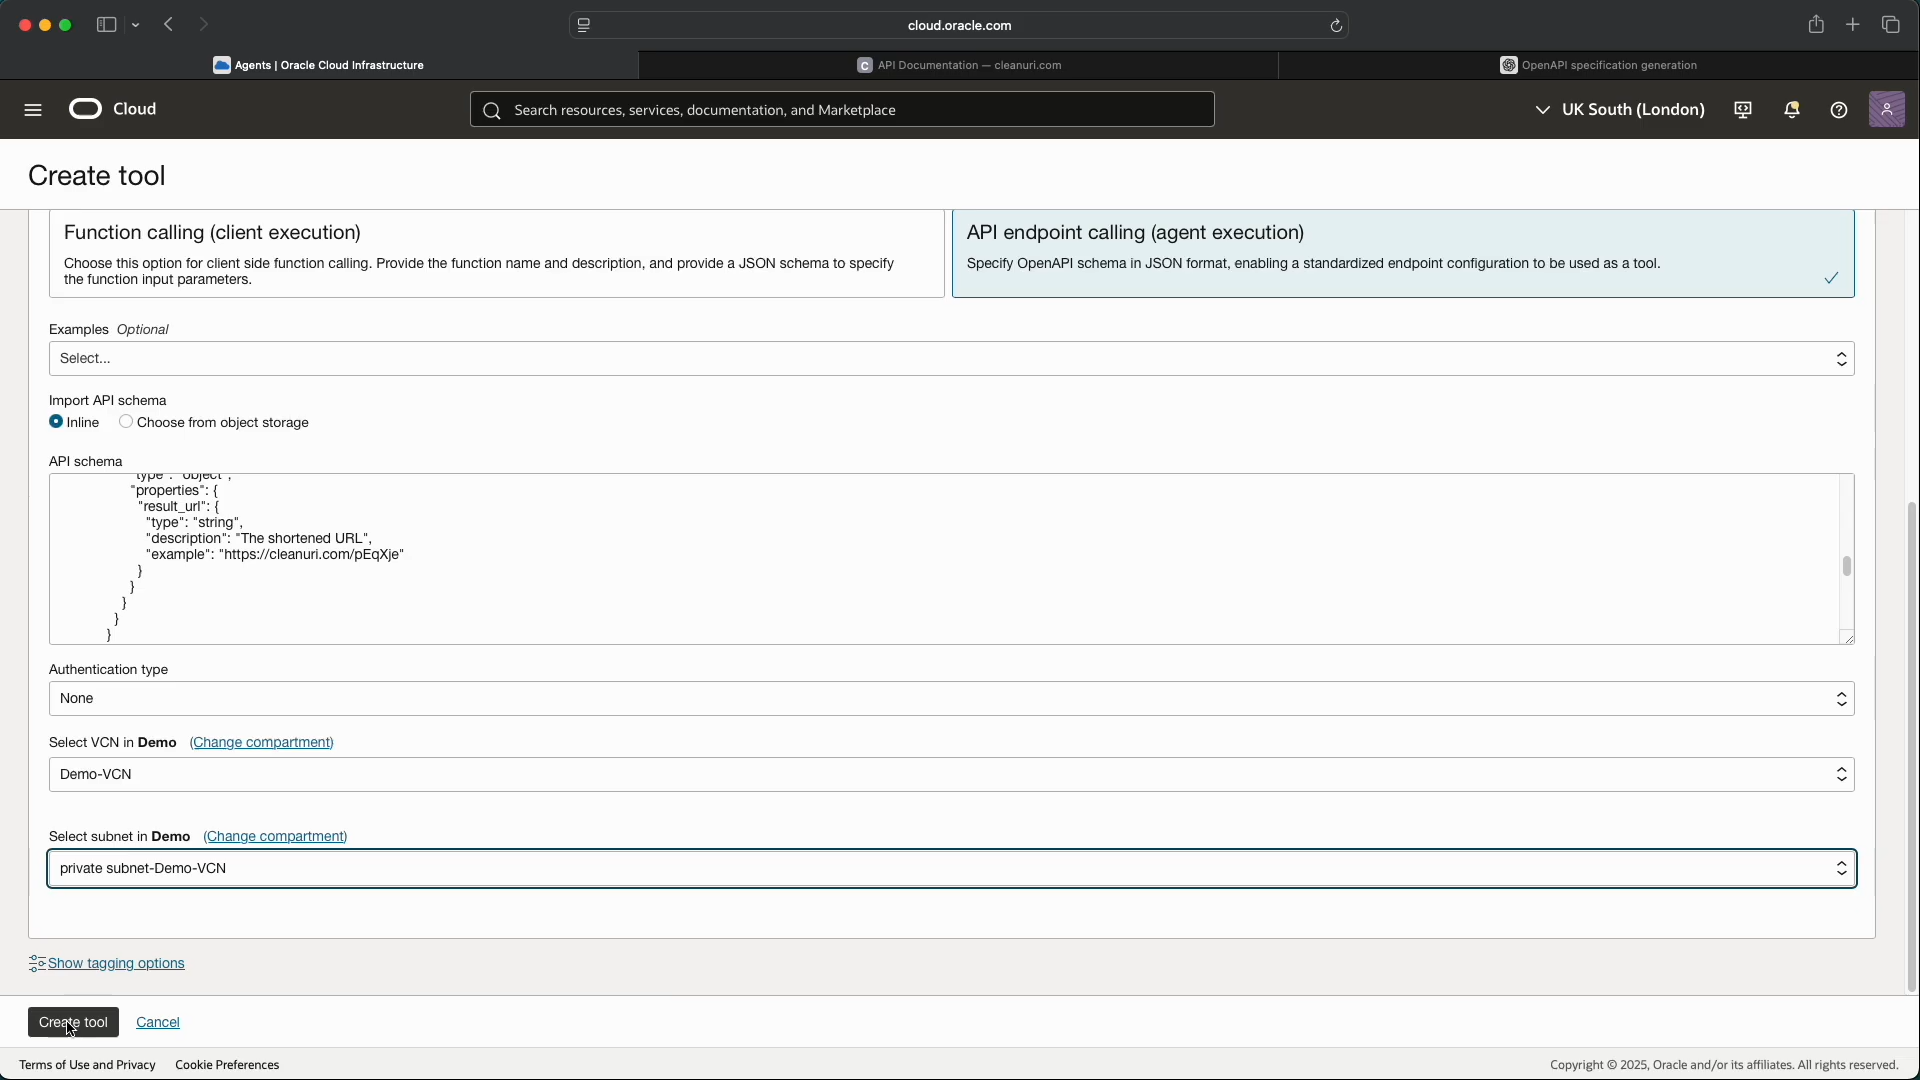 cloud.oracle.com
Agents | Oracle Cloud Infrastructure
C API Documentation — cleanuri.com
OpenAPI specification generation
Cloud
Search resources, services, documentation, and Marketplace
UK South (London)
Create tool
Function calling (client execution)
Choose this option for client side function calling. Provide the function name and description, and provide a JSON schema to specify
the function input parameters.
API endpoint calling (agent execution)
Specify OpenAPI schema in JSON format, enabling a standardized endpoint configuration to be used as a tool.
Examples Optional
Select...
Import API schema
Inline
Choose from object storage
API schema
"type": "object",
"properties": {
"result_url": {
"type": "string",
"description": "The shortened URL",
"example": "https://cleanuri.com/pEqXje"
}
}
}
}
}
Authentication type
None
Select VCN in Demo (Change compartment)
Demo-VCN
Select subnet in Demo (Change compartment)
private subnet-Demo-VCN
Show tagging options
Create tool
Cancel
Terms of Use and Privacy
Cookie Preferences
Copyright © 2025, Oracle and/or its affiliates. All rights reserved.